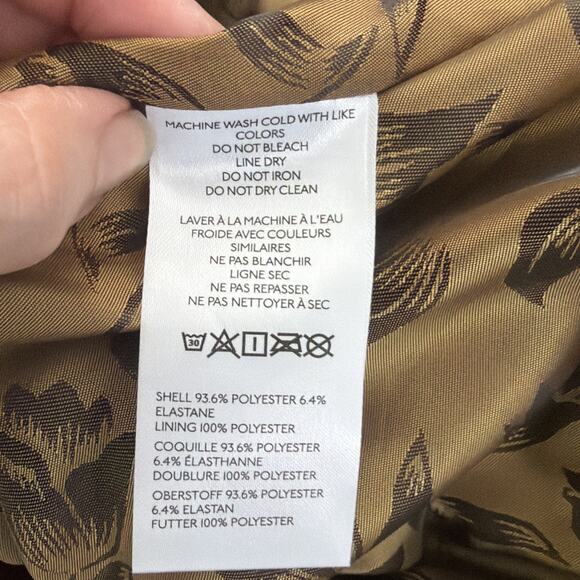 MACHINE WASH COLD WITH LIKE
COLORS
DO NOT BLEACH
LINE DRY
DO NOT IRON
DO NOT DRY CLEAN
LAVER À LA MACHINE À L'EAU
FROIDE AVEC COULEURS
SIMILAIRES
NE PAS BLANCHIR
LIGNE SEC
NE PAS REPASSER
NE PAS NETTOYER À SEC
30
SHELL 93.6% POLYESTER 6.4%
ELASTANE
LINING 100% POLYESTER
COQUILLE 93.6% POLYESTER
6.4% ÉLASTHANNE
DOUBLURE 100% POLYESTER
OBERSTOFF 93.6% POLYESTER
6.4% ELASTAN
FUTTER 100% POLYESTER